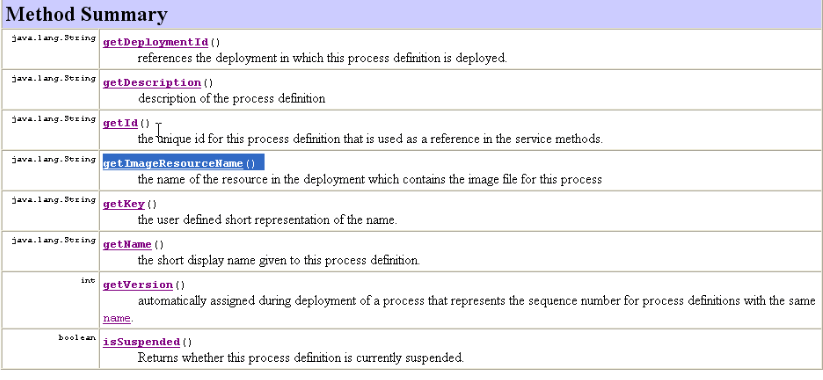 Method Summary
java.lang.String getDeploymentId()
references the deployment in which this process definition is deployed.
java.lang.String getDescription()
description of the process definition
java.lang.String getId()
the unique id for this process definition that is used as a reference in the service methods.
java.lang.String getImageResourceName()
the name of the resource in the deployment which contains the image file for this process
java.lang.String getKey()
the user defined short representation of the name.
java.lang.String getName()
the short display name given to this process definition.
int getVersion()
automatically assigned during deployment of a process that represents the sequence number for process definitions with the same
name.
boolean isSuspended()
Returns whether this process definition is currently suspended.